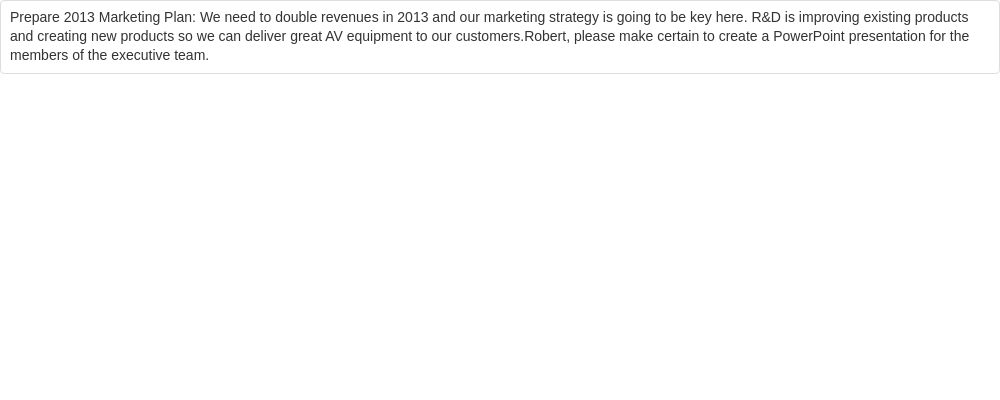 Prepare 2013 Marketing Plan: We need to double revenues in 2013 and our marketing strategy is going to be key here. R&D is improving existing products
and creating new products so we can deliver great AV equipment to our customers.Robert, please make certain to create a PowerPoint presentation for the
members of the executive team.